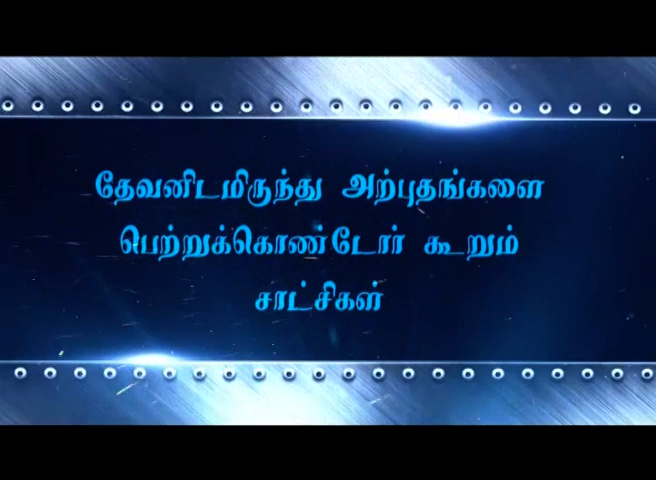 தேவனிடமிருந்து அற்புதங்களை
பெற்றுக்கொண்டோர் கூறும்
சாட்சிகள்